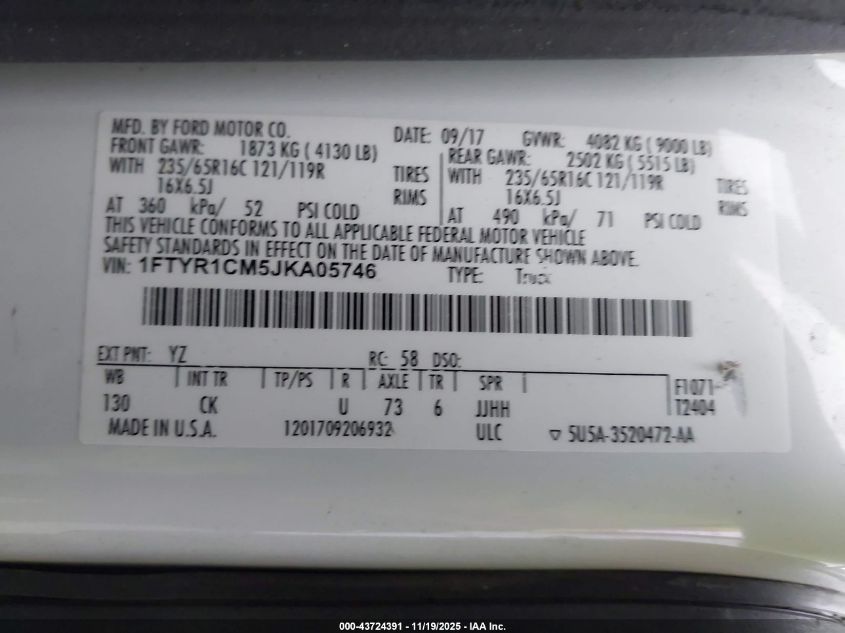 MFD. BY FORD MOTOR CO. DATE: 09/17 GVWR: 4082 KG ( 9000 LB)
FRONT GAWR: 1873 KG ( 4130 LB) REAR GAWR: 2502 KG ( 5515 LB)
WITH 235/65R16C 121/119R TIRES WITH 235/65R16C 121/119R TIRES
16X6.5J RIMS 16X6.5J RIMS
AT 360 kPa/ 52 PSI COLD AT 490 kPa/ 71 PSI COLD
THIS VEHICLE CONFORMS TO ALL APPLICABLE FEDERAL MOTOR VEHICLE
SAFETY STANDARDS IN EFFECT ON THE DATE OF MANUFACTURE SHOWN ABOVE.
VIN: 1FTYR1CM5JKA05746 TYPE: Truck
EXT PNT: YZ RC: 58 DSO:
WB INT TR TP/PS R AXLE TR SPR F1071-
130 CK U 73 6 JJHH T2404
MADE IN U.S.A. 1201709206932 ULC ▽ 5U5A-3520472-AA
000-43724391 - 11/19/2025 - IAA Inc.